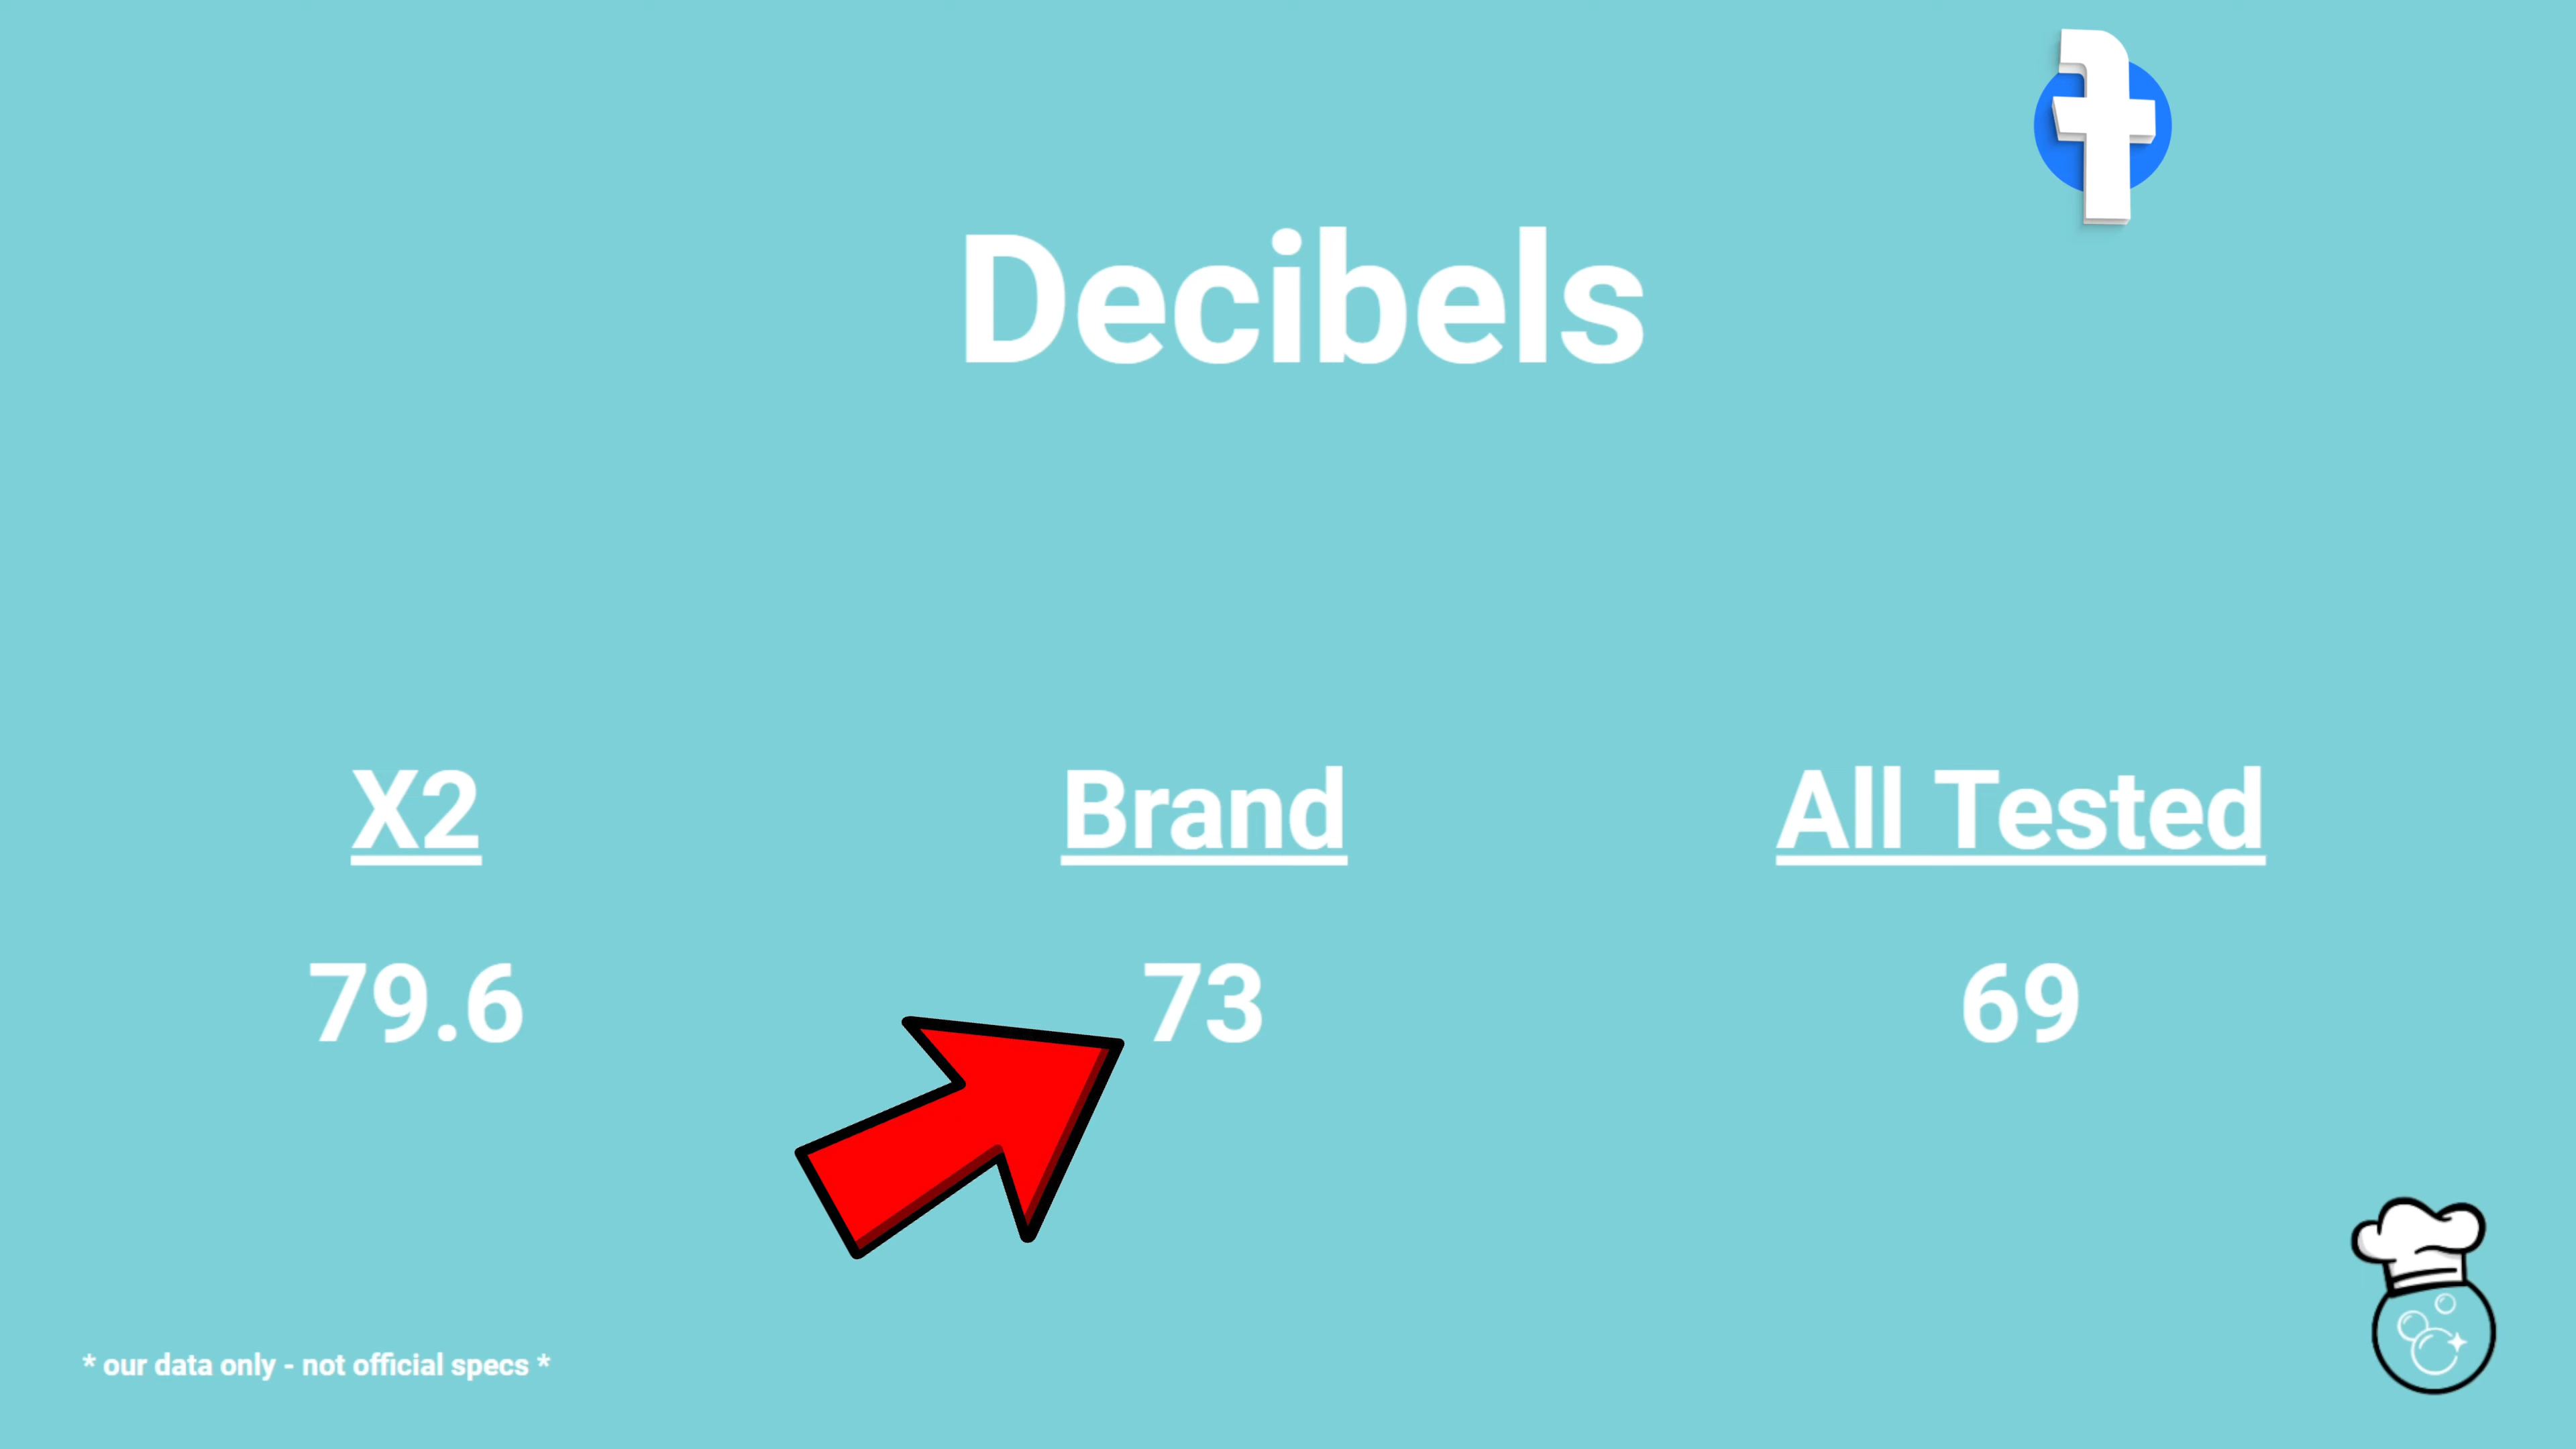 Decibels
X2
Brand
All Tested
79.6
73
69
* our data only - not official specs *